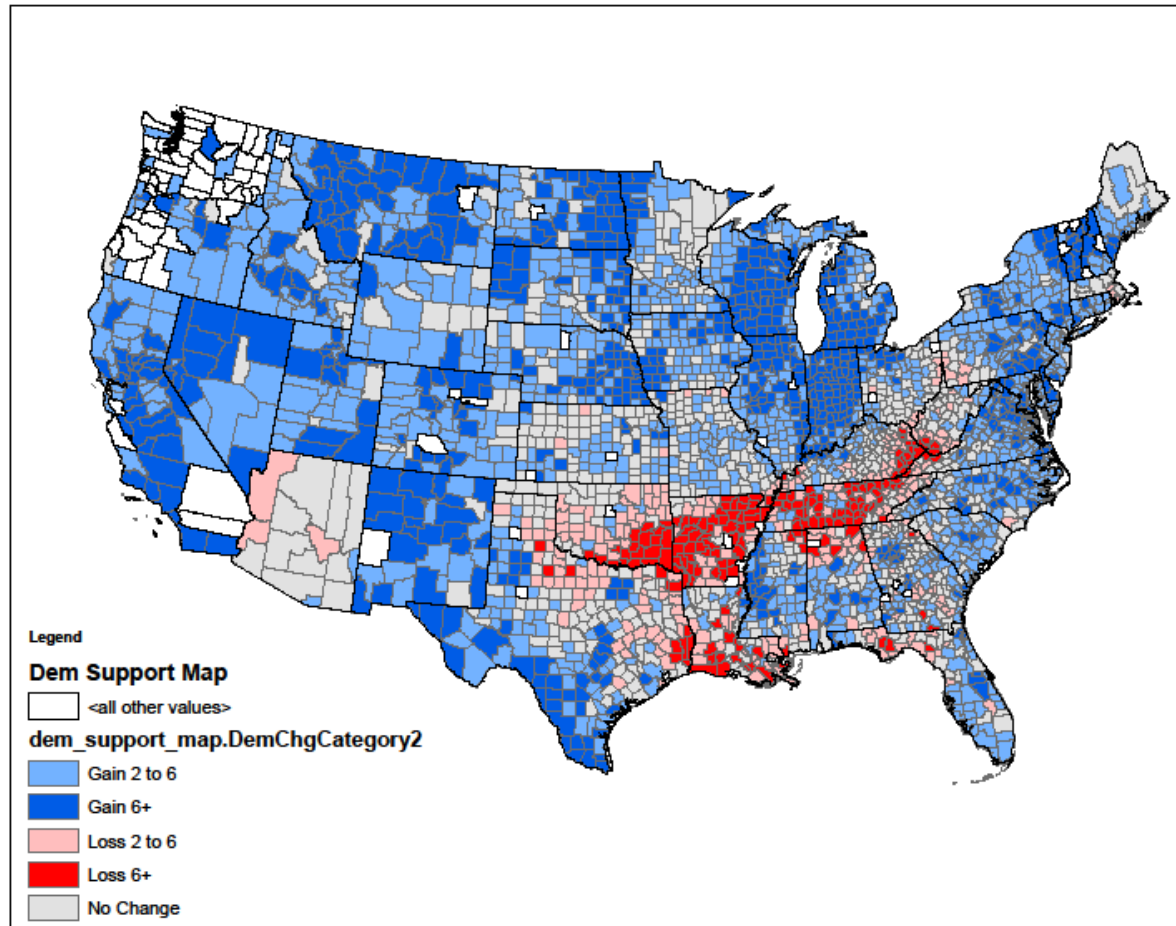 Legend
Dem Support Map
<all other values>
dem_support_map.DemChgCategory2
Gain 2 to 6
Gain 6+
Loss 2 to 6
Loss 6+
No Change